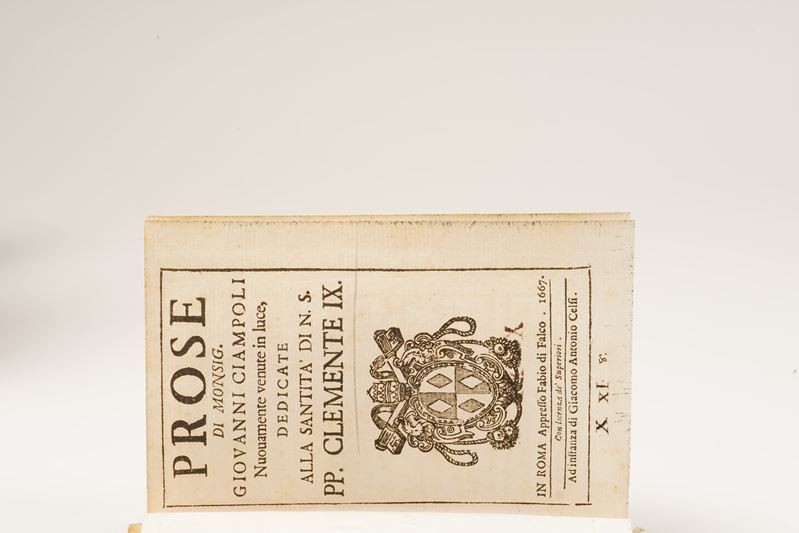 PROSE
DI MONSIG.
GIOVANNI CIAMPOLI
Nuouamente venute in luce,
DEDICATE
ALLA SANTITA' DI N. S.
PP. CLEMENTE IX.
IN ROMA Appresso Fabio di Falco. 1667.
Con licenza de' Superiori.
Ad instanza di Giacomo Antonio Celsi.
X XI 8.